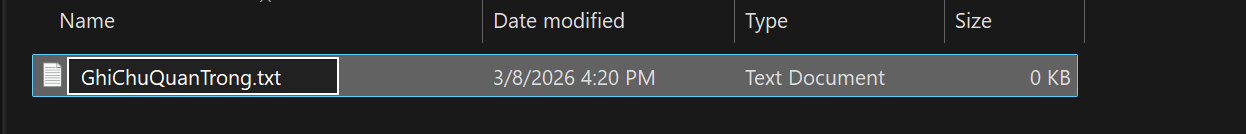 Name Date modified Type Size
GhiChuQuanTrong.txt 3/8/2026 4:20 PM Text Document 0 KB